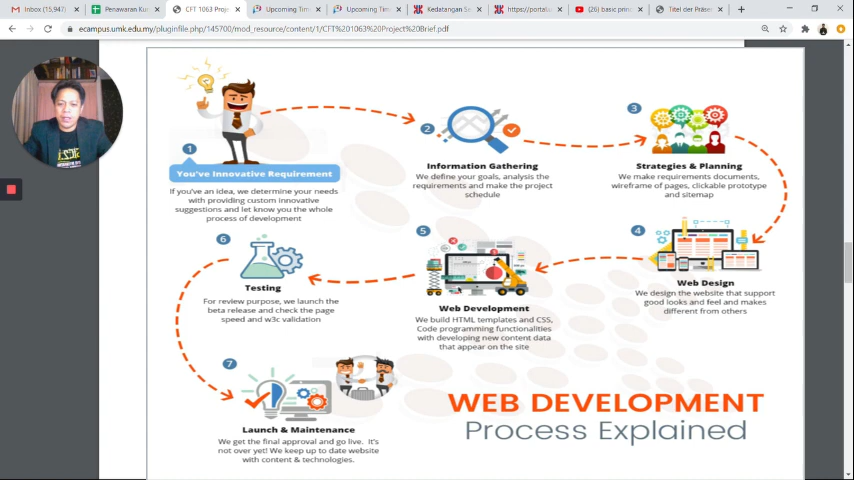 Inbox (15,947)
Penawaran Ku
CFT 1063 Proj
Upcoming Tim
Upcoming Tim
Kedatangan Se
https://portal
(26) basic prin
Titel der Präse
ecampus.umk.edu.my/pluginfile.php/145700/mod_resource/content/1/CFT%201063%20Project%20Brief.pdf
1
You've Innovative Requirement
If you've an idea, we determine your needs
with providing custom innovative
suggestions and let know you the whole
process of development
2
Information Gathering
We define your goals, analysis the
requirements and make the project
schedule
3
Strategies & Planning
We make requirements documents,
wireframe of pages, clickable prototype
and sitemap
4
Web Design
We design the website that support
good looks and feel and makes
different from others
5
Web Development
We build HTML templates and CSS,
Code programming functionalities
with developing new content data
that appear on the site
6
Testing
For review purpose, we launch the
beta release and check the page
speed and w3c validation
7
Launch & Maintenance
We get the final approval and go live. It's
not over yet! We keep up to date website
with content & technologies.
WEB DEVELOPMENT
Process Explained